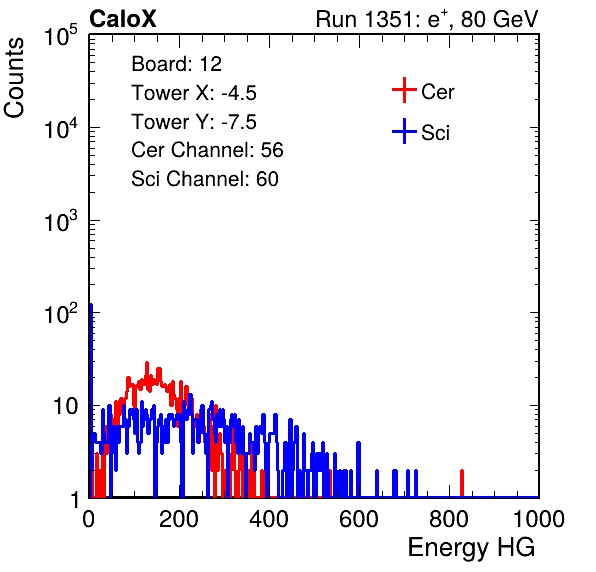 CaloX Run 1351: e⁺, 80 GeV
Counts
Board: 12
Tower X: -4.5
Tower Y: -7.5
Cer Channel: 56
Sci Channel: 60
Cer
Sci
10⁵
10⁴
10³
10²
10
1
0 200 400 600 800 1000
Energy HG